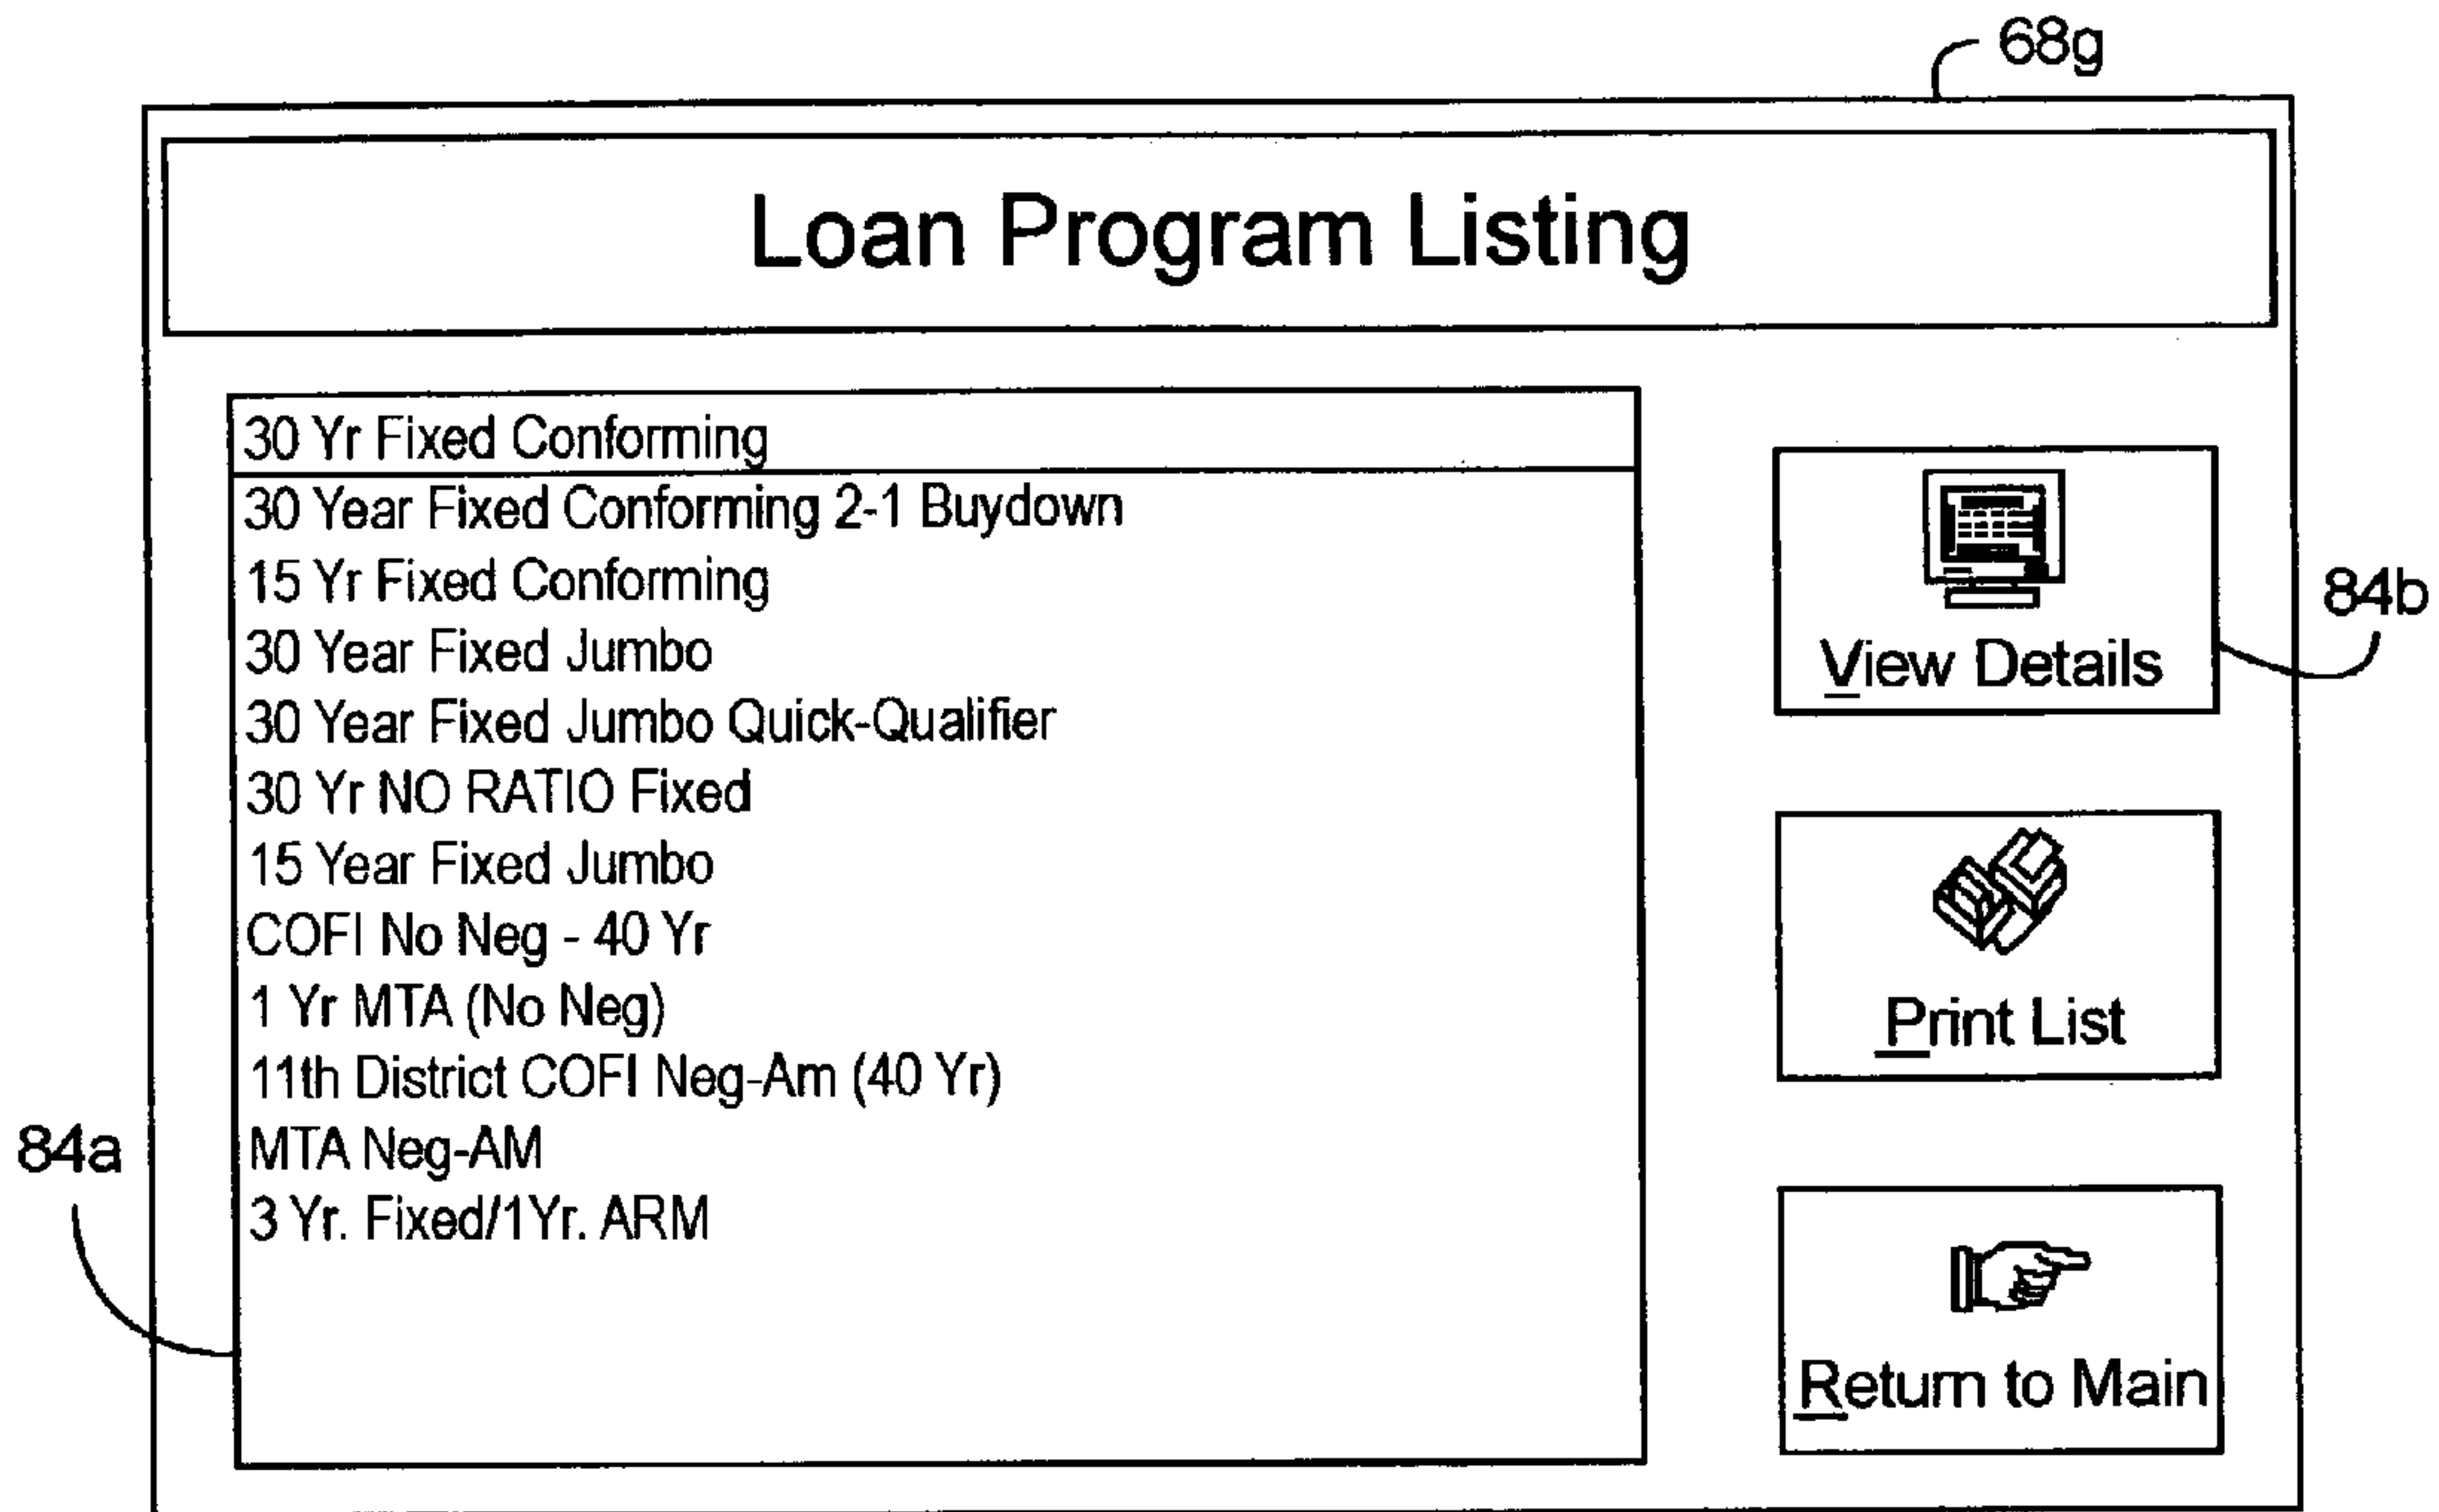 68g
Loan Program Listing
30 Yr Fixed Conforming
30 Year Fixed Conforming 2-1 Buydown
15 Yr Fixed Conforming
30 Year Fixed Jumbo
30 Year Fixed Jumbo Quick-Qualifier
30 Yr NO RATIO Fixed
15 Year Fixed Jumbo
COFI No Neg - 40 Yr
1 Yr MTA (No Neg)
11th District COFI Neg-Am (40 Yr)
MTA Neg-AM
3 Yr. Fixed/1Yr. ARM
84a
View Details
84b
Print List
Return to Main